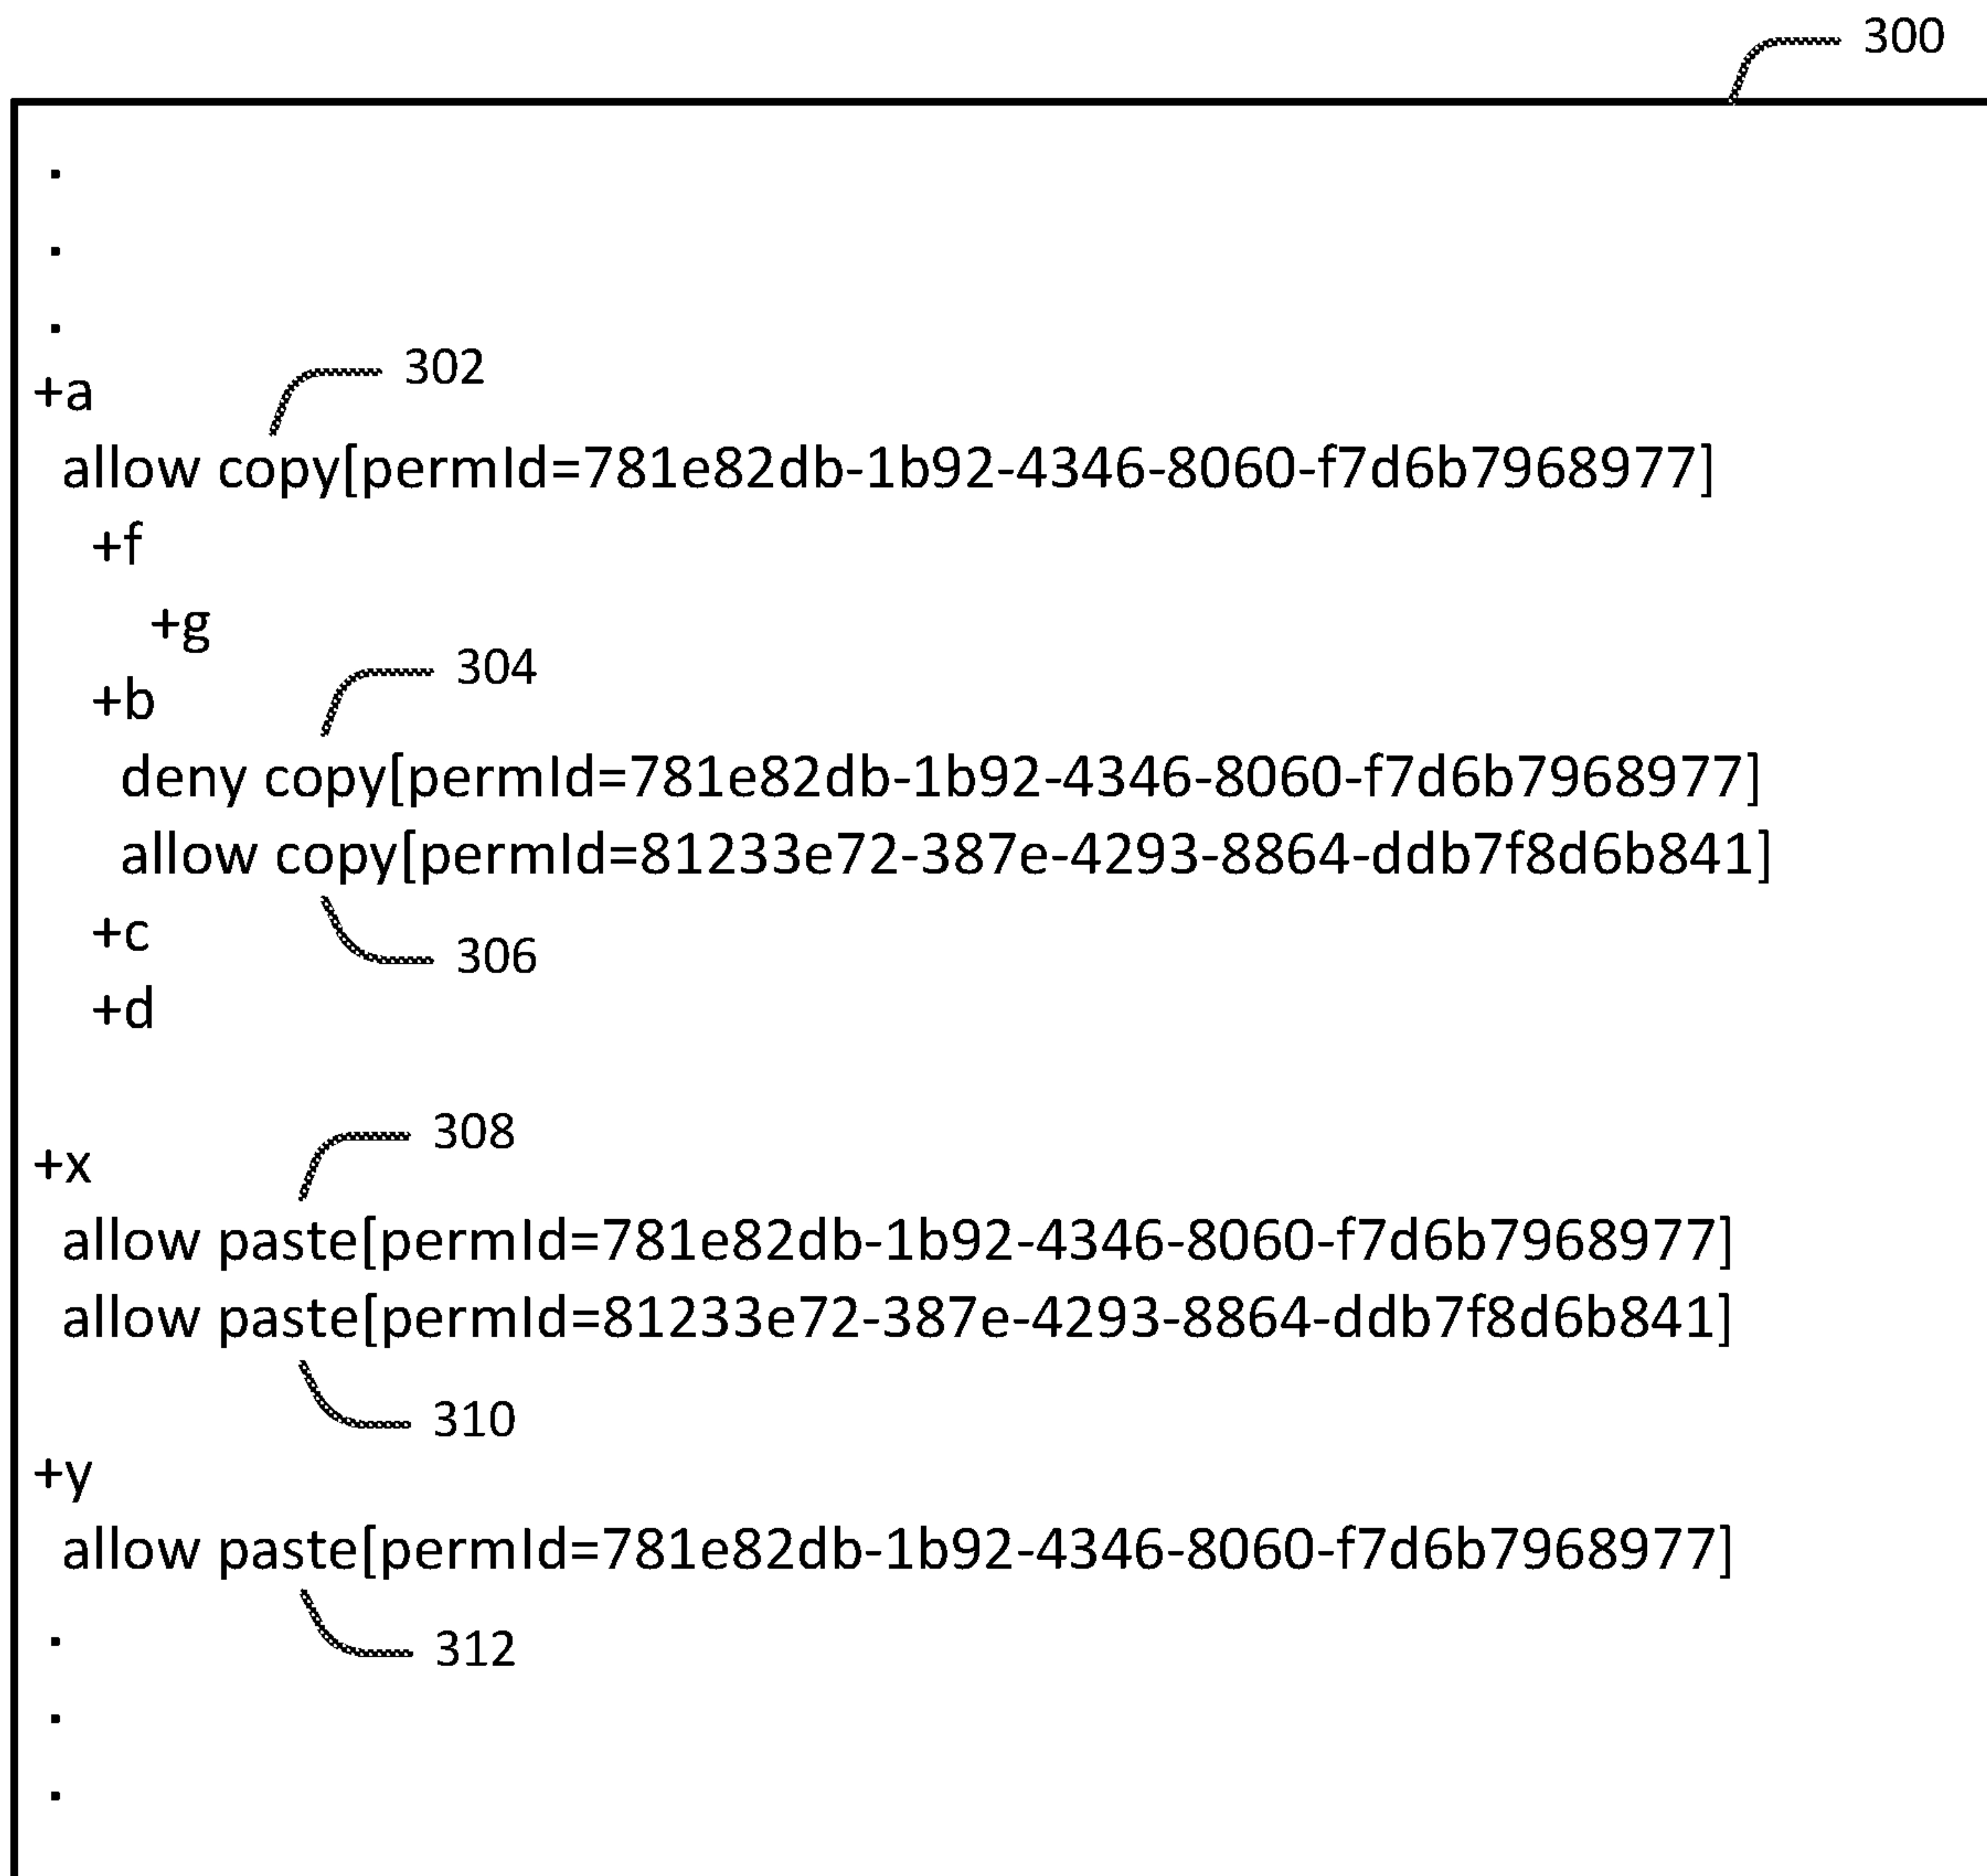 300
.
.
.
302
+a
allow copy[permId=781e82db-1b92-4346-8060-f7d6b7968977]
+f
+g
304
+b
deny copy[permId=781e82db-1b92-4346-8060-f7d6b7968977]
allow copy[permId=81233e72-387e-4293-8864-ddb7f8d6b841]
+c
306
+d
308
+x
allow paste[permId=781e82db-1b92-4346-8060-f7d6b7968977]
allow paste[permId=81233e72-387e-4293-8864-ddb7f8d6b841]
310
+y
allow paste[permId=781e82db-1b92-4346-8060-f7d6b7968977]
312
.
.
.